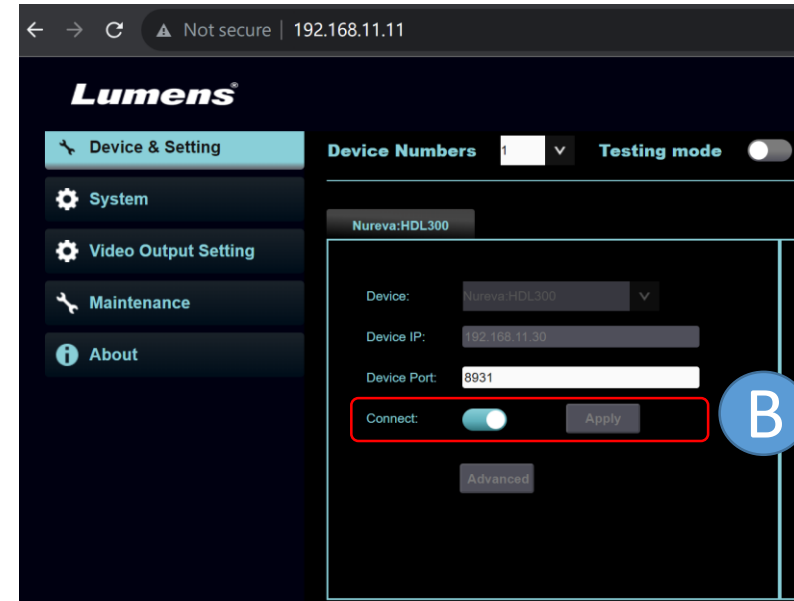 Not secure | 192.168.11.11
Lumens®
Device & Setting
Device Numbers 1 Testing mode
System
Nureva:HDL300
Video Output Setting
Device: Nureva:HDL300
Maintenance
Device IP: 192.168.11.30
About
Device Port: 8931
Connect: Apply
B
Advanced